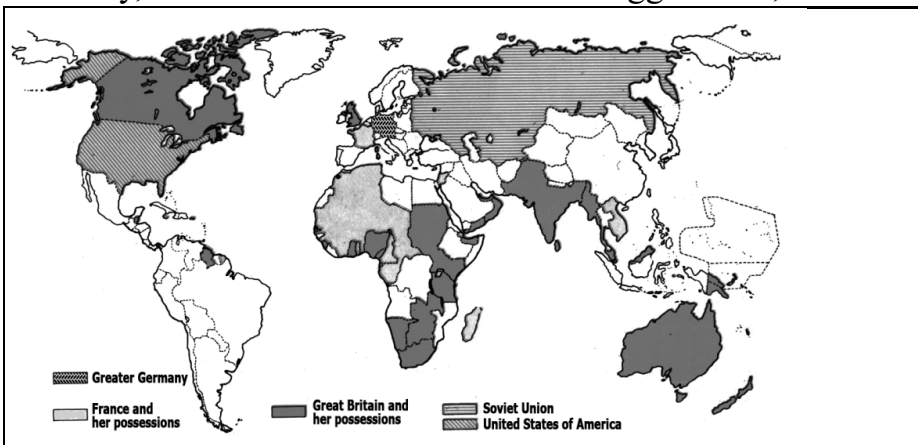 Greater Germany
France and
her possessions
Great Britain and
her possessions
Soviet Union
United States of America